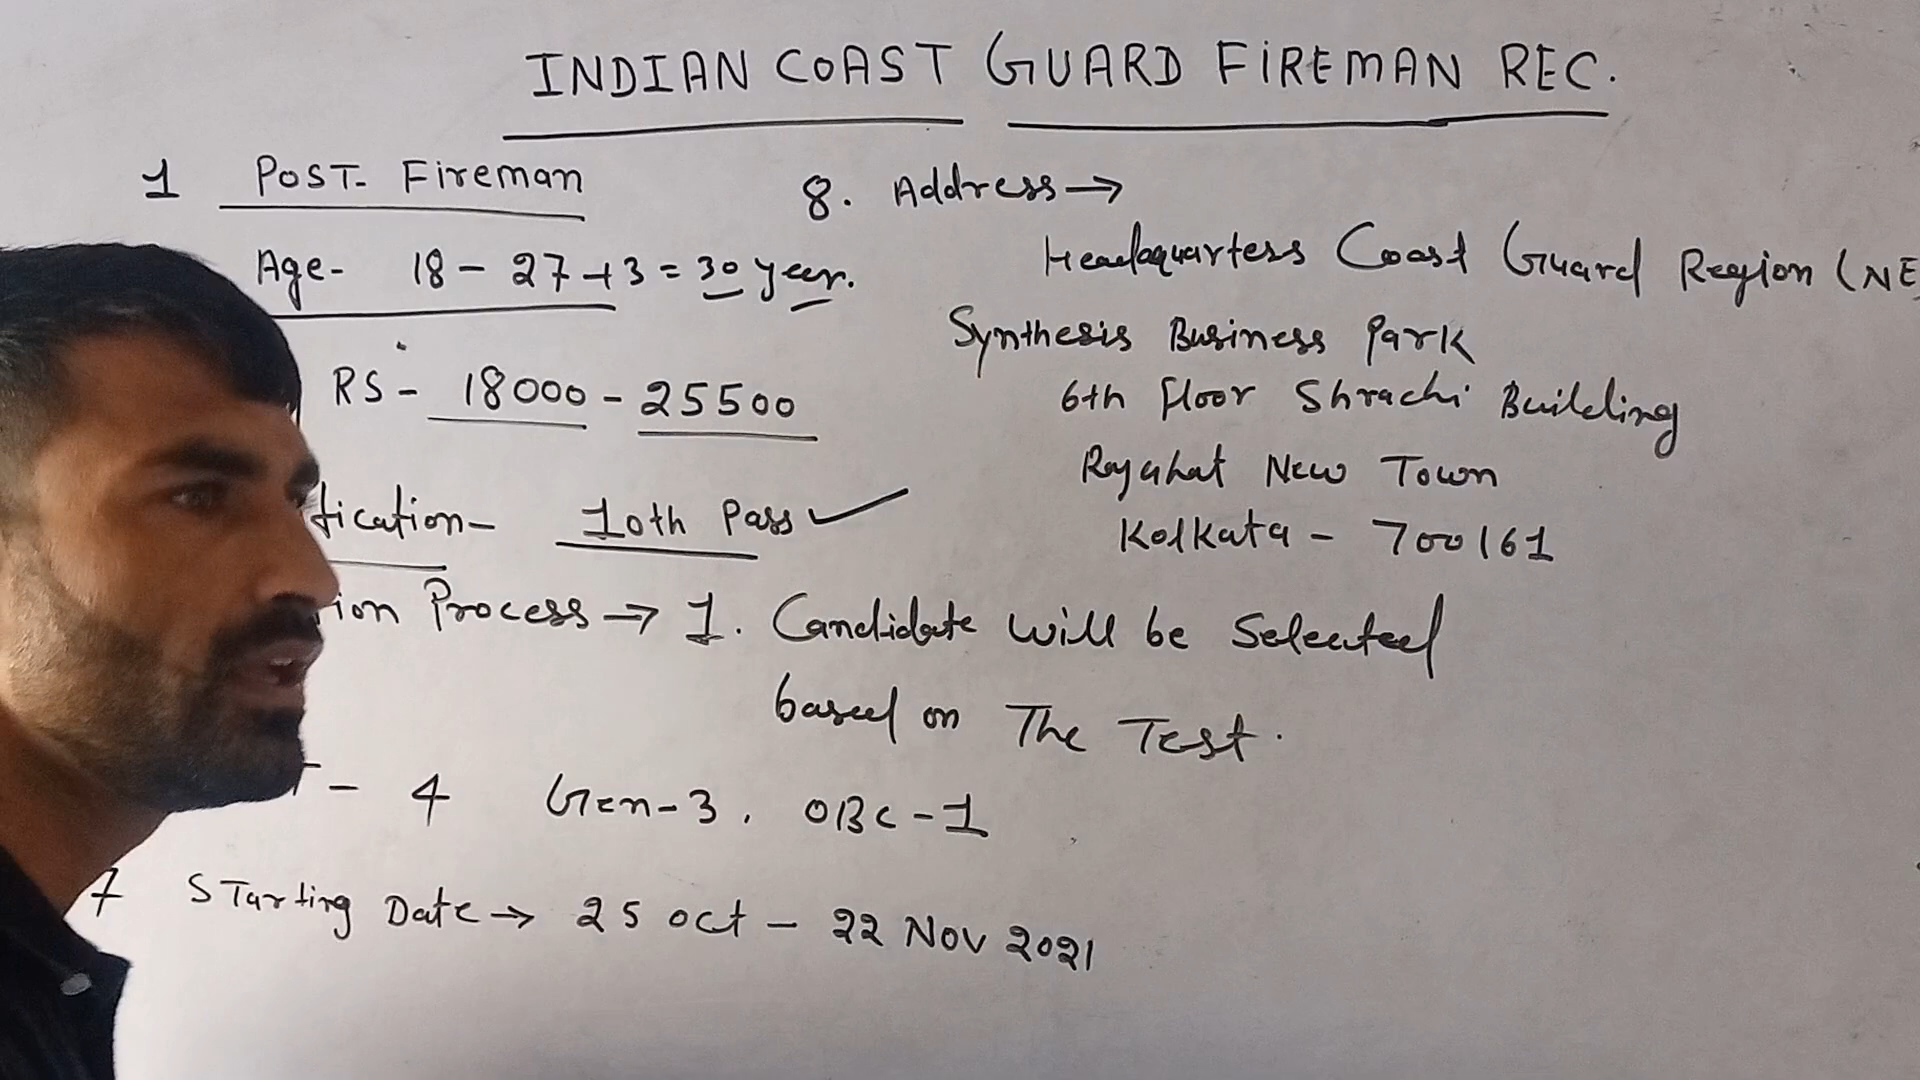 INDIAN COAST GUARD FIREMAN REC.
1 POST- Fireman
Age- 18 - 27+3 = 30 year.
RS - 18000 - 25500
fication- 10th Pass ✓
ion Process → 1. Candidate will be Selected
based on The Test.
T - 4 Gen-3, OBC-1
7 STarting Date → 25 oct - 22 Nov 2021
8. Address →
Headquarters Coast Guard Region (NE)
Synthesis Business Park
6th Floor Shrachi Building
Rajahat New Town
Kolkata - 700161